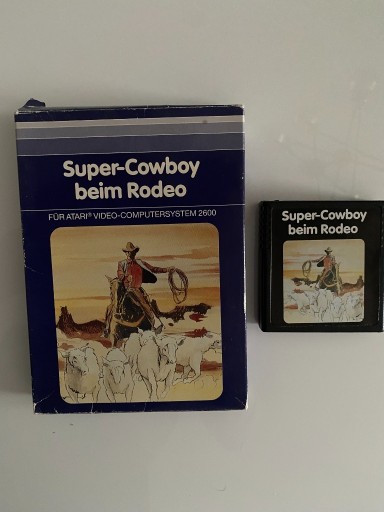 Super-Cowboy
beim Rodeo
FÜR ATARI® VIDEO-COMPUTERSYSTEM 2600
Super-Cowboy
beim Rodeo